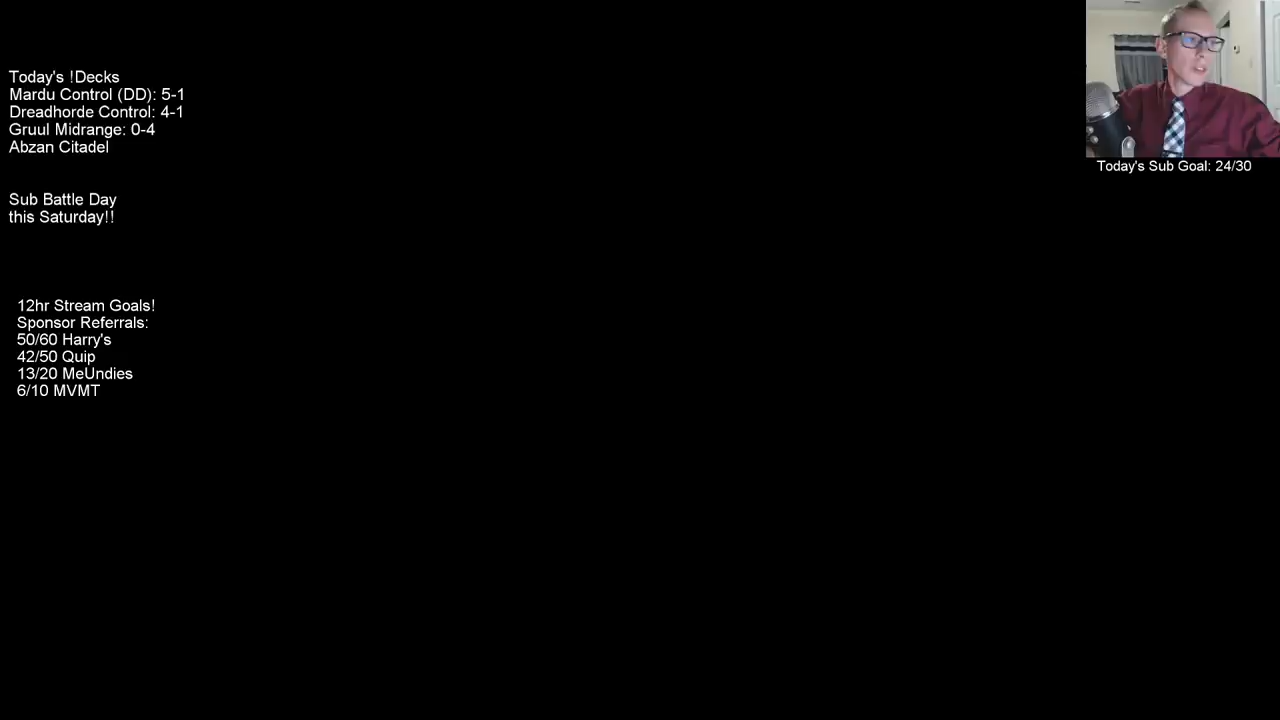 Today's !Decks
Mardu Control (DD): 5-1
Dreadhorde Control: 4-1
Gruul Midrange: 0-4
Abzan Citadel
Sub Battle Day
this Saturday!!
12hr Stream Goals!
Sponsor Referrals:
50/60 Harry's
42/50 Quip
13/20 MeUndies
6/10 MVMT
Today's Sub Goal: 24/30